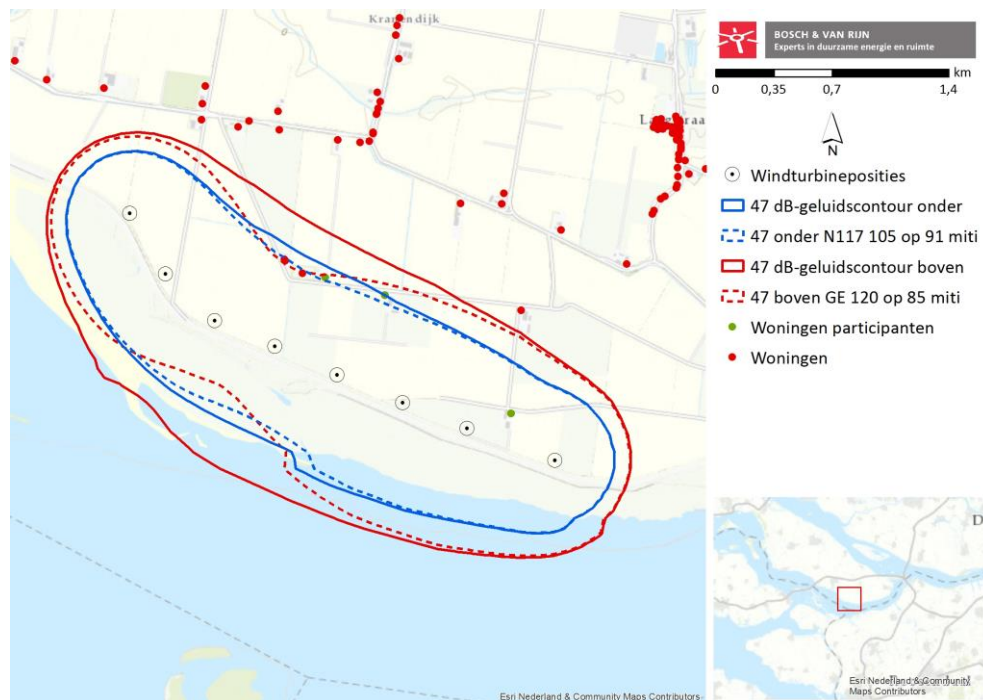 Kranendijk
BOSCH & VAN RIJN
Experts in duurzame energie en ruimte
km
0 0,35 0,7 1,4
N
Windturbineposities
47 dB-geluidscontour onder
47 onder N117 105 op 91 miti
47 dB-geluidscontour boven
47 boven GE 120 op 85 miti
Woningen participanten
Woningen
D
Esri Nederland & Community
Maps Contributors
Esri Nederland & Community Maps Contributors